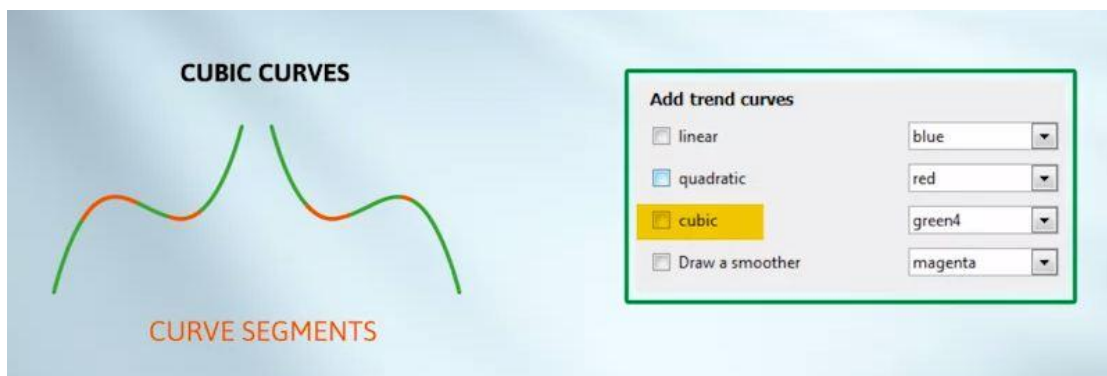 CUBIC CURVES
CURVE SEGMENTS
Add trend curves
linear blue
quadratic red
cubic green4
Draw a smoother magenta